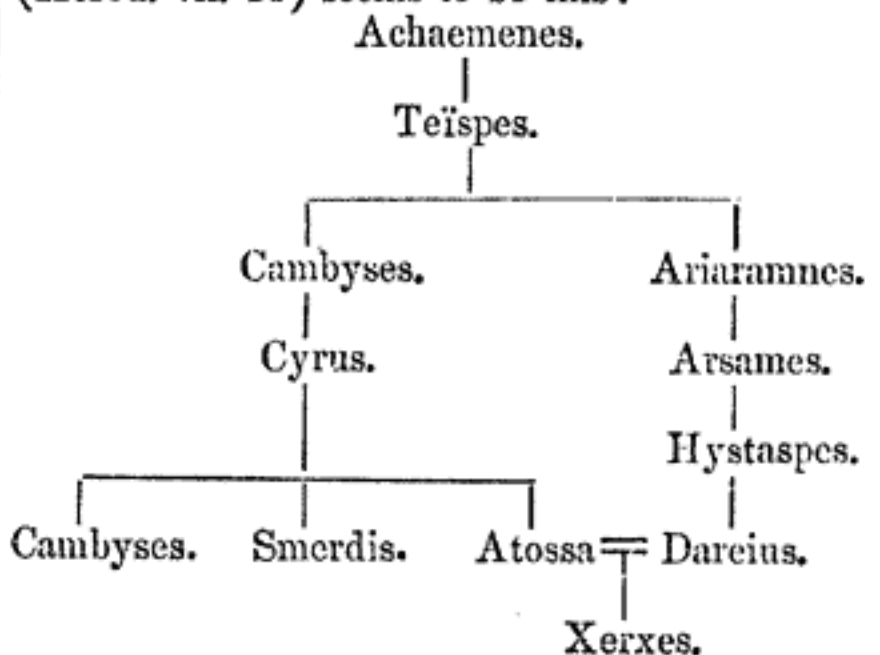 Achaemenes.
Teïspes.
Cambyses. Ariaramnes.
Cyrus. Arsames.
Hystaspes.
Cambyses. Smerdis. Atossa Dareius.
Xerxes.